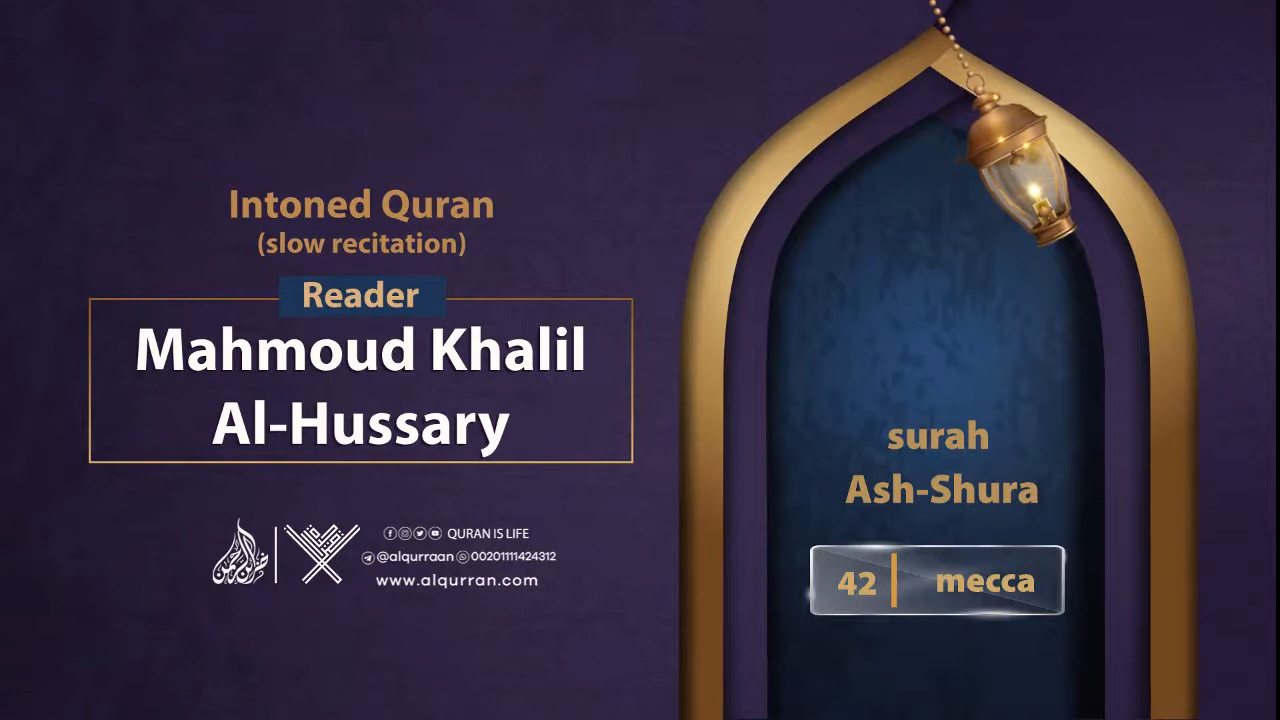 Intoned Quran
(slow recitation)
Reader
Mahmoud Khalil
Al-Hussary
QURAN IS LIFE
@alqurraan 00201111424312
www.alqurran.com
surah
Ash-Shura
42 | mecca